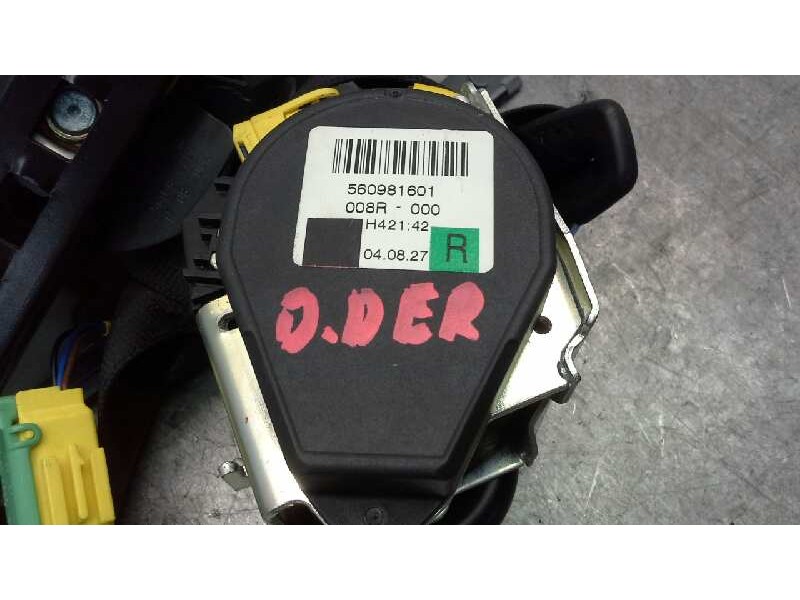 560981601
008R - 000
H421:42
04.08.27 R
D.DER